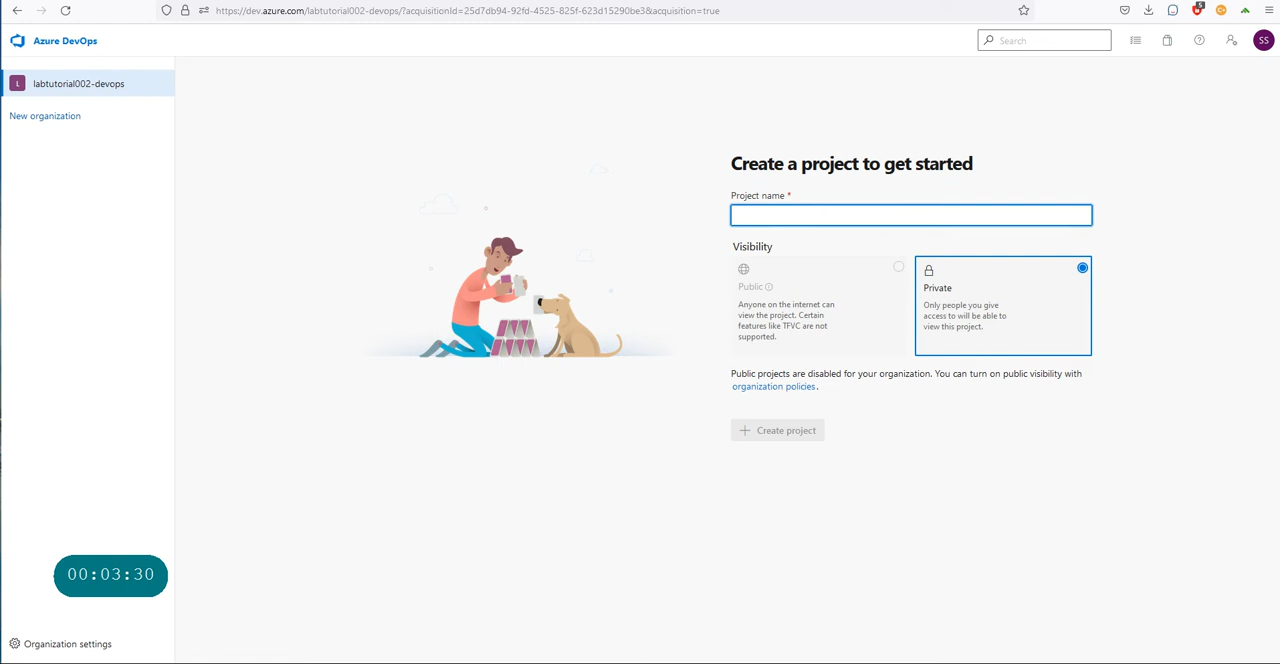 https://dev.azure.com/labtutorial002-devops/?acquisitionId=25d7db94-92fd-4525-825f-623d15290be3&acquisition=true
5
Azure DevOps
Search
SS
L
labtutorial002-devops
New organization
Create a project to get started
Project name *
Visibility
Public
Anyone on the internet can
view the project. Certain
features like TFVC are not
supported.
Private
Only people you give
access to will be able to
view this project.
Public projects are disabled for your organization. You can turn on public visibility with
organization policies.
+ Create project
00:03:30
Organization settings